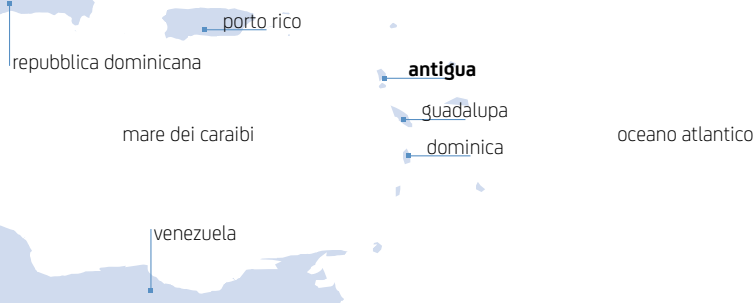 porto rico
repubblica dominicana
antigua
guadalupa
mare dei caraibi
oceano atlantico
dominica
venezuela